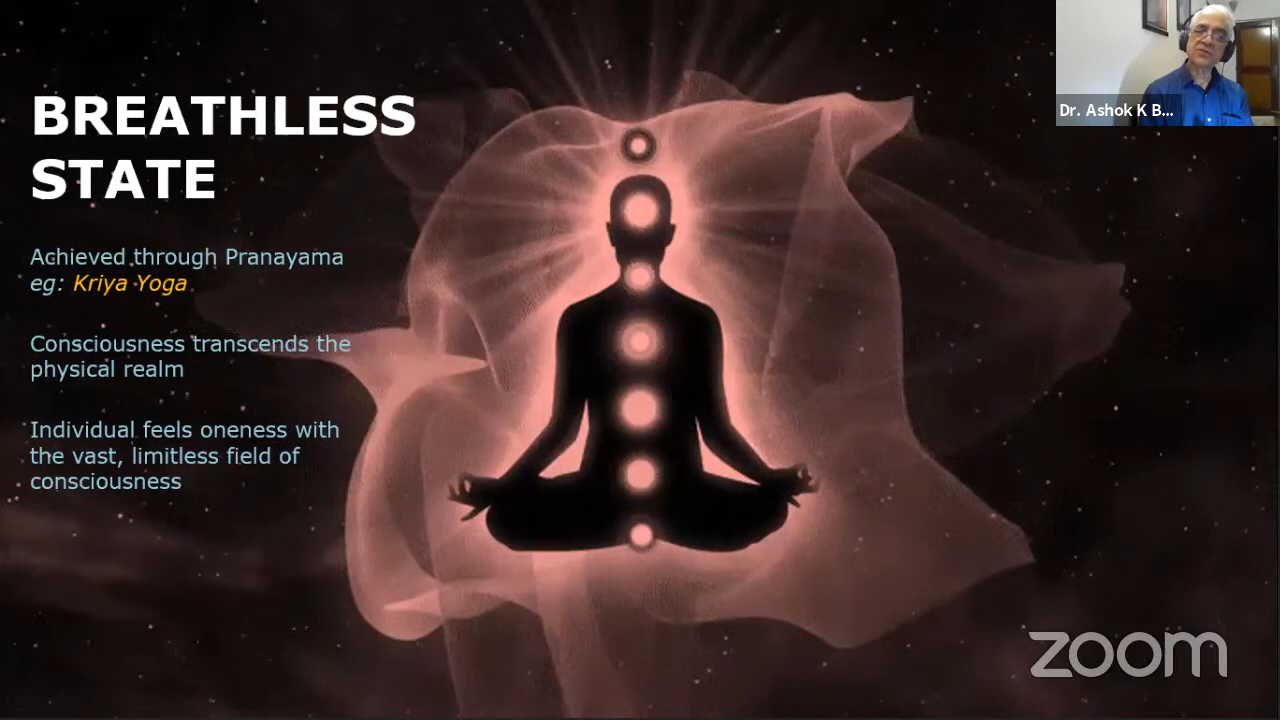 BREATHLESS
STATE
Achieved through Pranayama
eg: Kriya Yoga
Consciousness transcends the
physical realm
Individual feels oneness with
the vast, limitless field of
consciousness
Dr. Ashok K B...
zoom